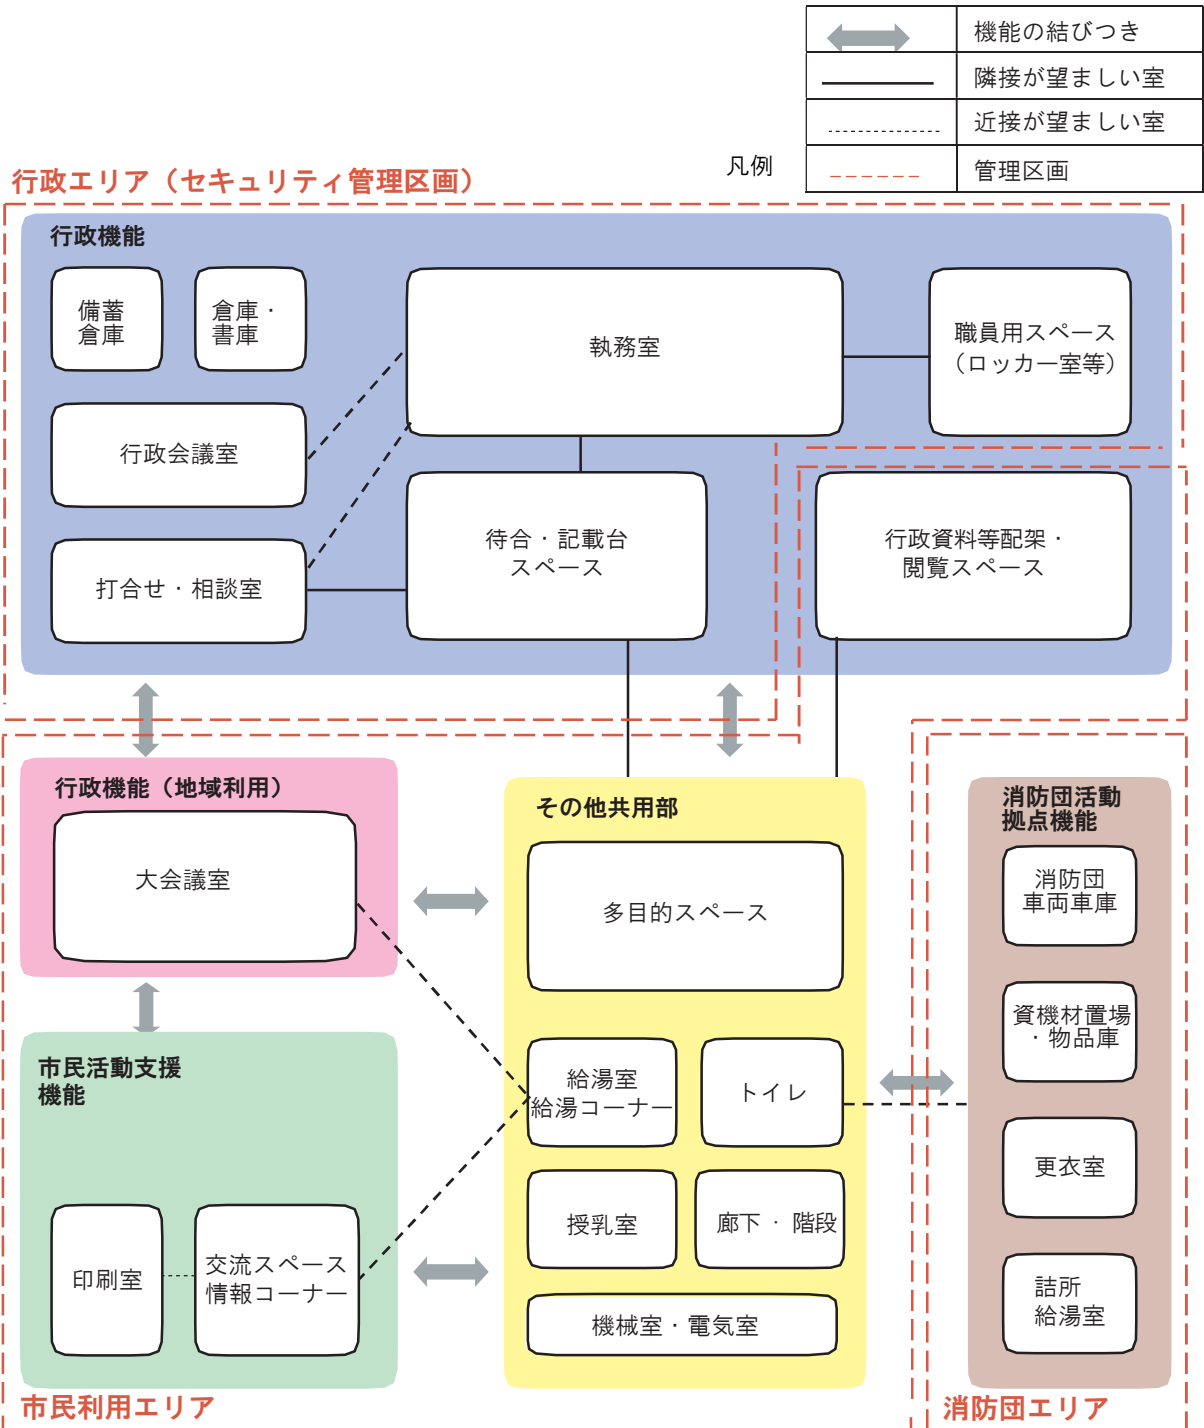 機能の結びつき
隣接が望ましい室
近接が望ましい室
凡例
管理区画
行政エリア（セキュリティ管理区画）
行政機能
備蓄
倉庫
倉庫・
書庫
執務室
職員用スペース
（ロッカー室等）
行政会議室
待合・記載台
スペース
行政資料等配架・
閲覧スペース
打合せ・相談室
行政機能（地域利用）
大会議室
その他共用部
多目的スペース
消防団活動
拠点機能
消防団
車両車庫
資機材置場
・物品庫
市民活動支援
機能
給湯室
給湯コーナー
トイレ
更衣室
授乳室
廊下・階段
印刷室
交流スペース
情報コーナー
機械室・電気室
詰所
給湯室
市民利用エリア
消防団エリア